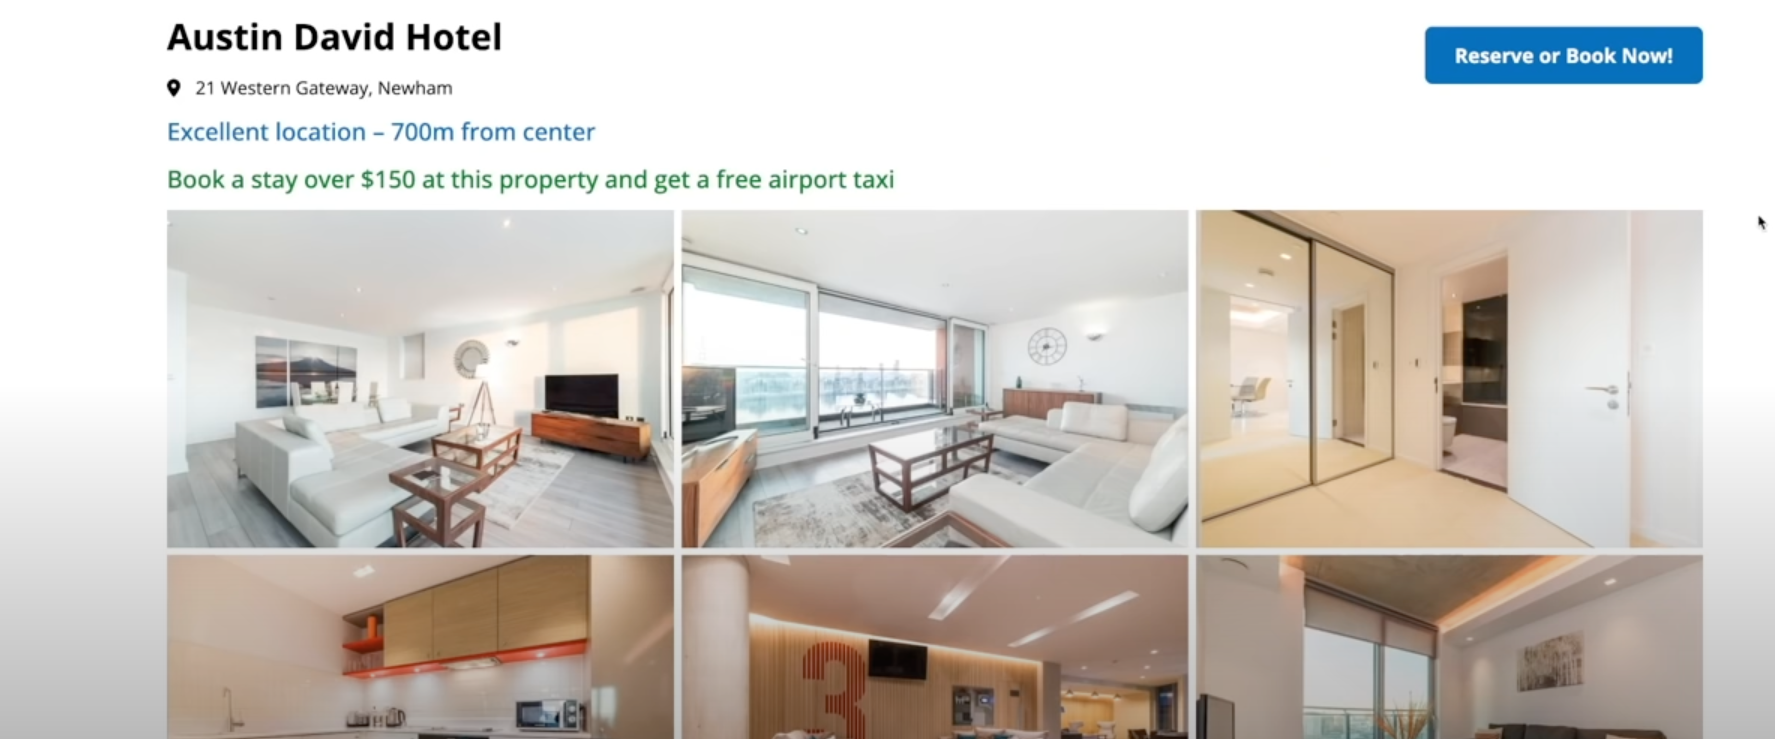 Austin David Hotel
Reserve or Book Now!
21 Western Gateway, Newham
Excellent location – 700m from center
Book a stay over $150 at this property and get a free airport taxi
3